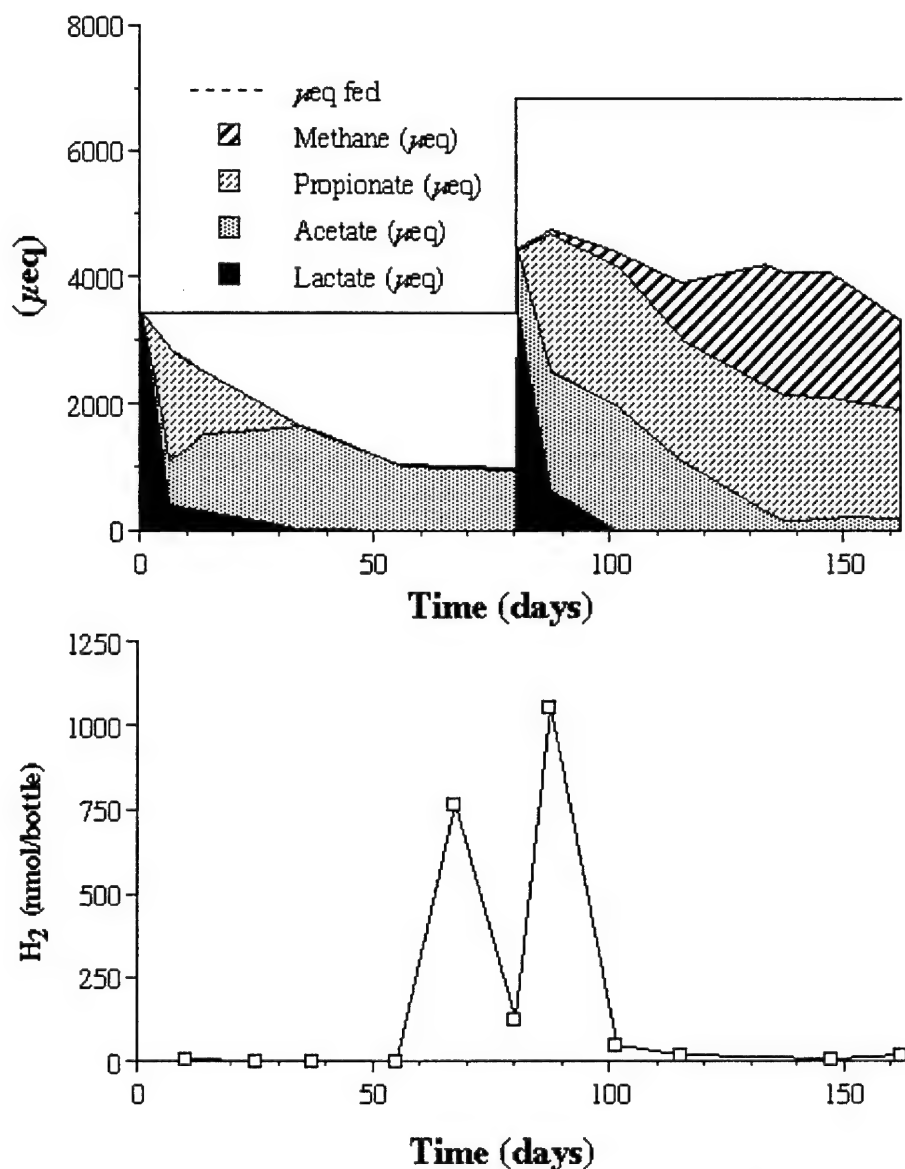 8000
6000
4000
2000
0
(µeq)
µeq fed
Methane (µeq)
Propionate (µeq)
Acetate (µeq)
Lactate (µeq)
0
50
100
150
Time (days)
1250
1000
750
500
250
0
H₂ (nmol/bottle)
0
50
100
150
Time (days)